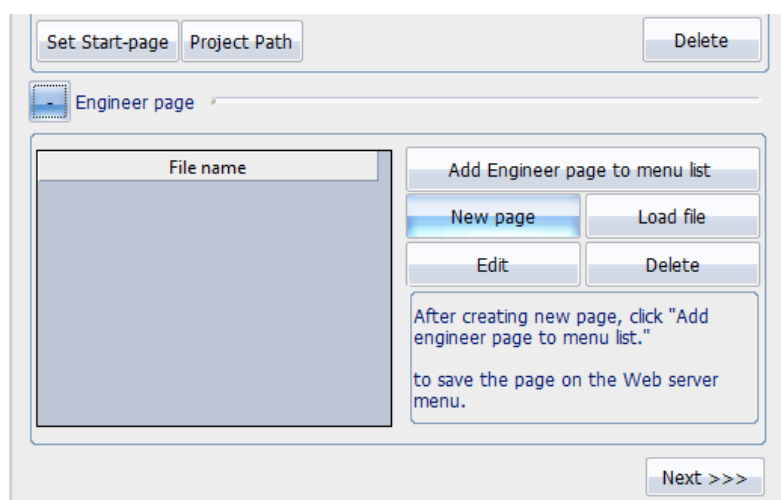 Set Start-page Project Path Delete
- Engineer page
File name
Add Engineer page to menu list
New page Load file
Edit Delete
After creating new page, click "Add
engineer page to menu list."
to save the page on the Web server
menu.
Next >>>